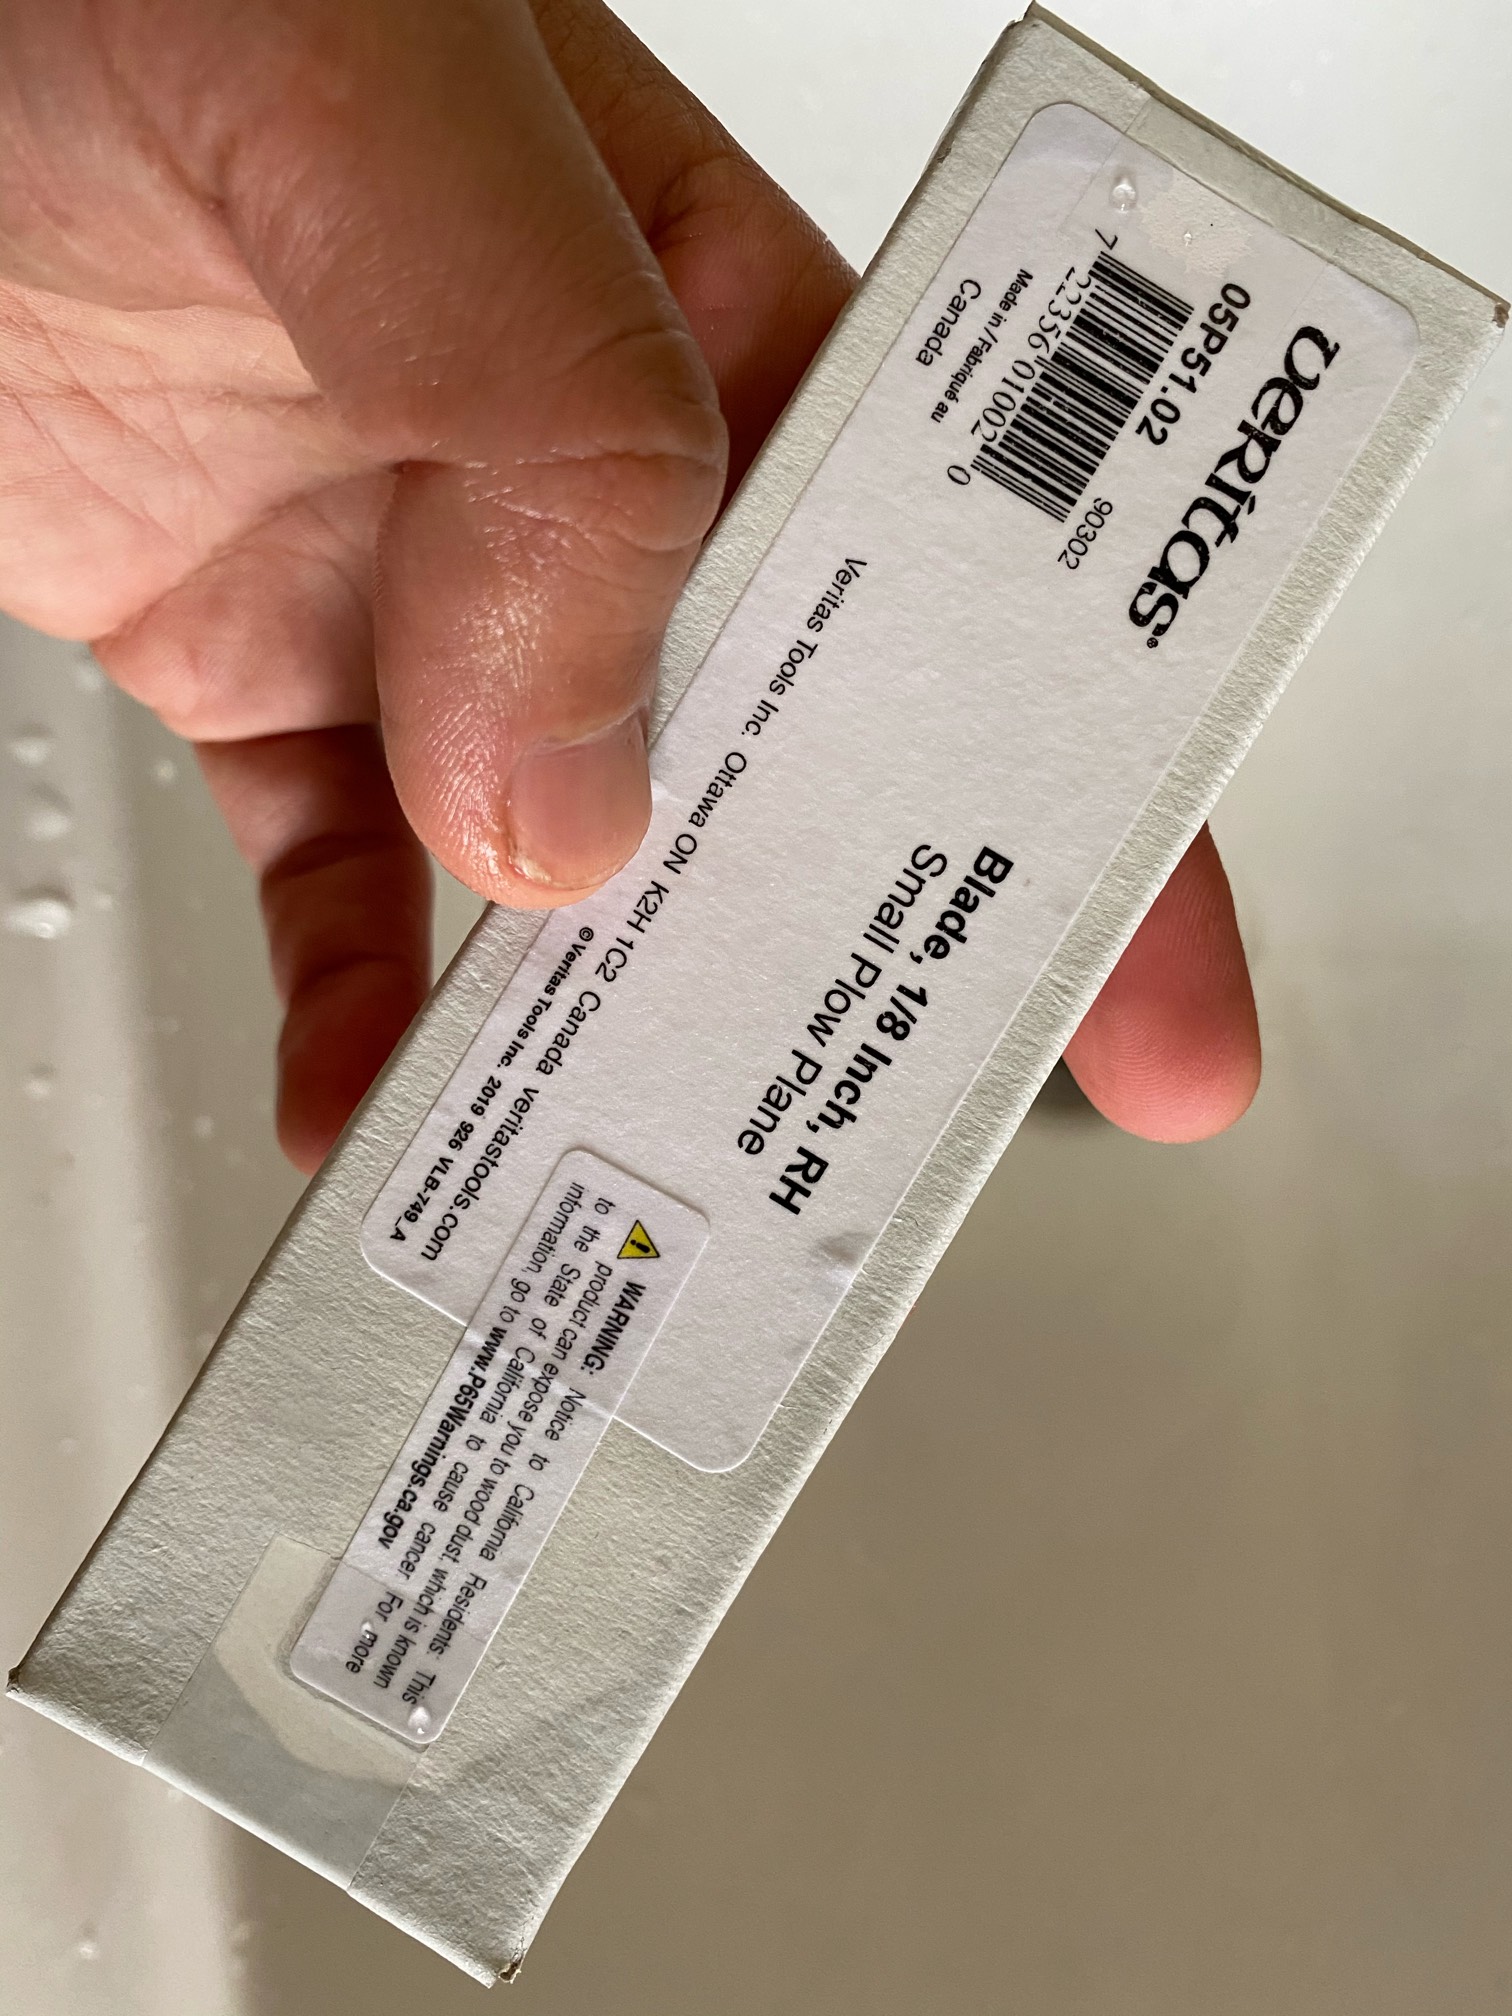 veritas®
05P51.02
90302
7 22356 01002 0
Made in / Fabriqué au
Canada
Blade, 1/8 Inch, RH
Small Plow Plane
Veritas Tools Inc. Ottawa ON K2H 1C2 Canada veritastools.com
©Veritas Tools Inc. 2019 926 VLB-749_A
WARNING: Notice to California Residents: This
product can expose you to wood dust, which is known
to the State of California to cause cancer. For more
information, go to www.P65Warnings.ca.gov